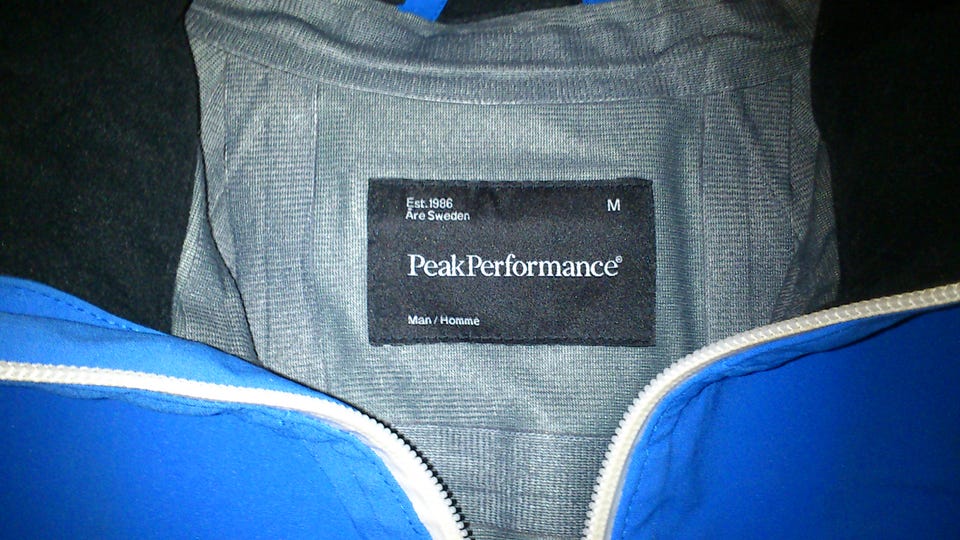 Est.1986
Åre Sweden
M
PeakPerformance®
Man / Homme